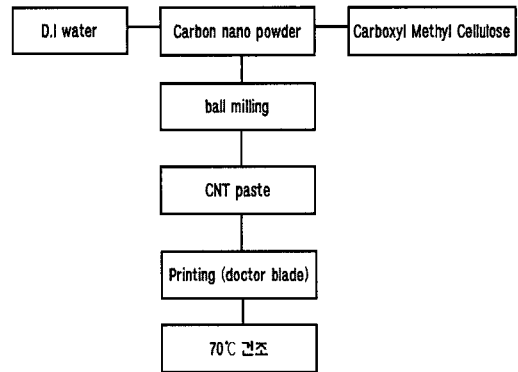 D.I water
Carbon nano powder
Carboxyl Methyl Cellulose
ball milling
CNT paste
Printing (doctor blade)
70℃ 건조